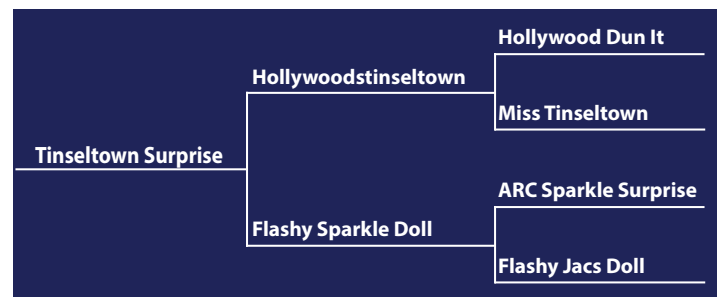 Hollywood Dun It
Hollywoodstinseltown
Miss Tinseltown
Tinseltown Surprise
ARC Sparkle Surprise
Flashy Sparkle Doll
Flashy Jacs Doll